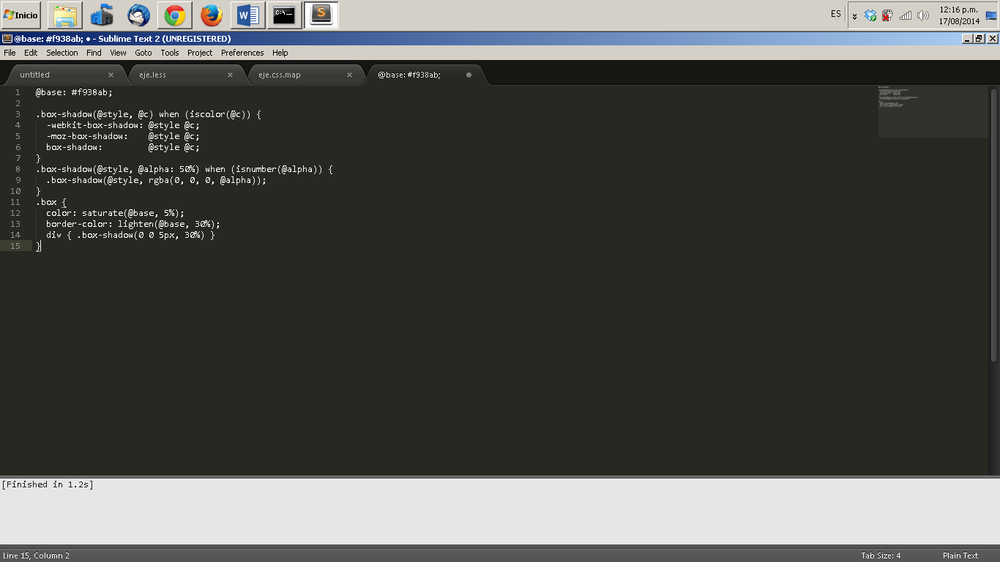 Inicio
ES
12:16 p.m.
17/08/2014
@base: #f938ab; • - Sublime Text 2 (UNREGISTERED)
File Edit Selection Find View Goto Tools Project Preferences Help
untitled × eje.less × eje.css.map × @base: #f938ab;
1 @base: #f938ab;
2
3 .box-shadow(@style, @c) when (iscolor(@c)) {
4   -webkit-box-shadow: @style @c;
5   -moz-box-shadow:    @style @c;
6   box-shadow:         @style @c;
7 }
8 .box-shadow(@style, @alpha: 50%) when (isnumber(@alpha)) {
9   .box-shadow(@style, rgba(0, 0, 0, @alpha));
10 }
11 .box {
12   color: saturate(@base, 5%);
13   border-color: lighten(@base, 30%);
14   div { .box-shadow(0 0 5px, 30%) }
15 }
[Finished in 1.2s]
Line 15, Column 2 Tab Size: 4 Plain Text